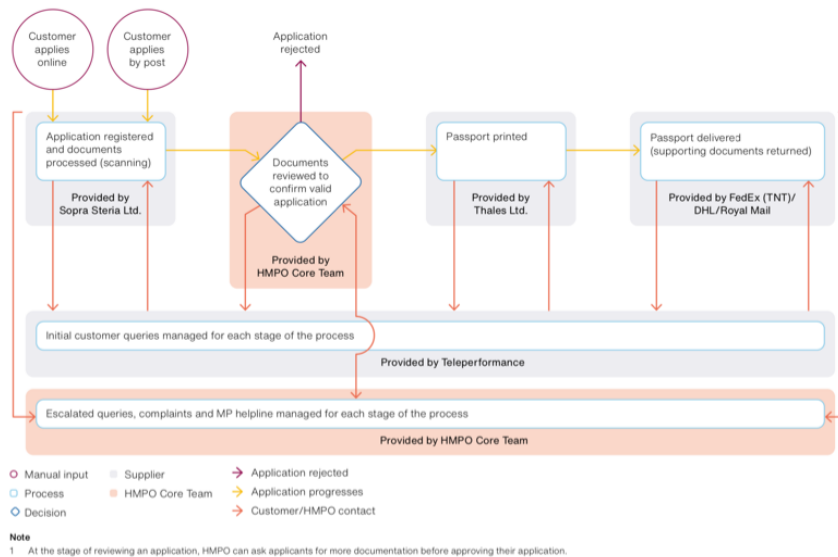 Customer
applies
online
Customer
applies
by post
Application
rejected
Application registered
and documents
processed (scanning)
Provided by
Sopra Steria Ltd.
Documents
reviewed to
confirm valid
application
Provided by
HMPO Core Team
Passport printed
Provided by
Thales Ltd.
Passport delivered
(supporting documents returned)
Provided by FedEx (TNT)/
DHL/Royal Mail
Initial customer queries managed for each stage of the process
Provided by Teleperformance
Escalated queries, complaints and MP helpline managed for each stage of the process
Provided by HMPO Core Team
Manual input
Process
Decision
Supplier
HMPO Core Team
Application rejected
Application progresses
Customer/HMPO contact
Note
1 At the stage of reviewing an application, HMPO can ask applicants for more documentation before approving their application.